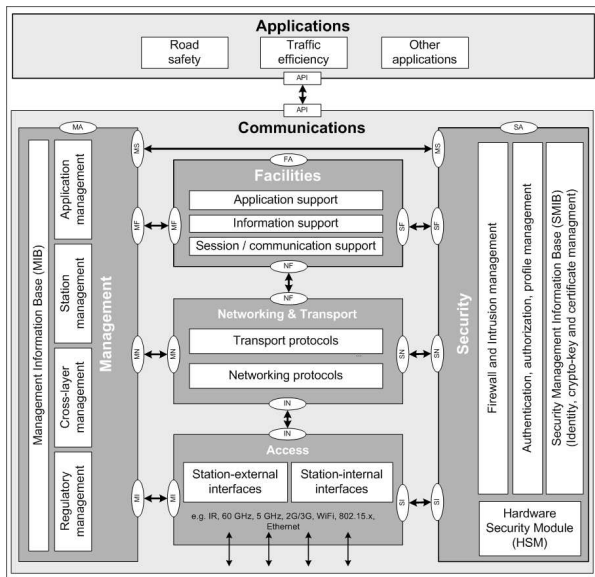 Applications
Road
safety
Traffic
efficiency
Other
applications
API
API
Communications
MA
FA
SA
MS
MS
Management Information Base (MIB)
Application
management
Station
management
Cross-layer
management
Regulatory
management
Management
MF
MF
MN
MN
MI
MI
Facilities
Application support
Information support
Session / communication support
NF
NF
Networking & Transport
Transport protocols
Networking protocols
IN
IN
Access
Station-external
interfaces
Station-internal
interfaces
e.g. IR, 60 GHz, 5 GHz, 2G/3G, WiFi, 802.15.x,
Ethernet
SF
SF
SN
SN
SI
SI
Security
Firewall and Intrusion management
Authentication, authorization, profile management
Security Management Information Base (SMIB)
(Identity, crypto-key and certificate managment)
Hardware
Security Module
(HSM)